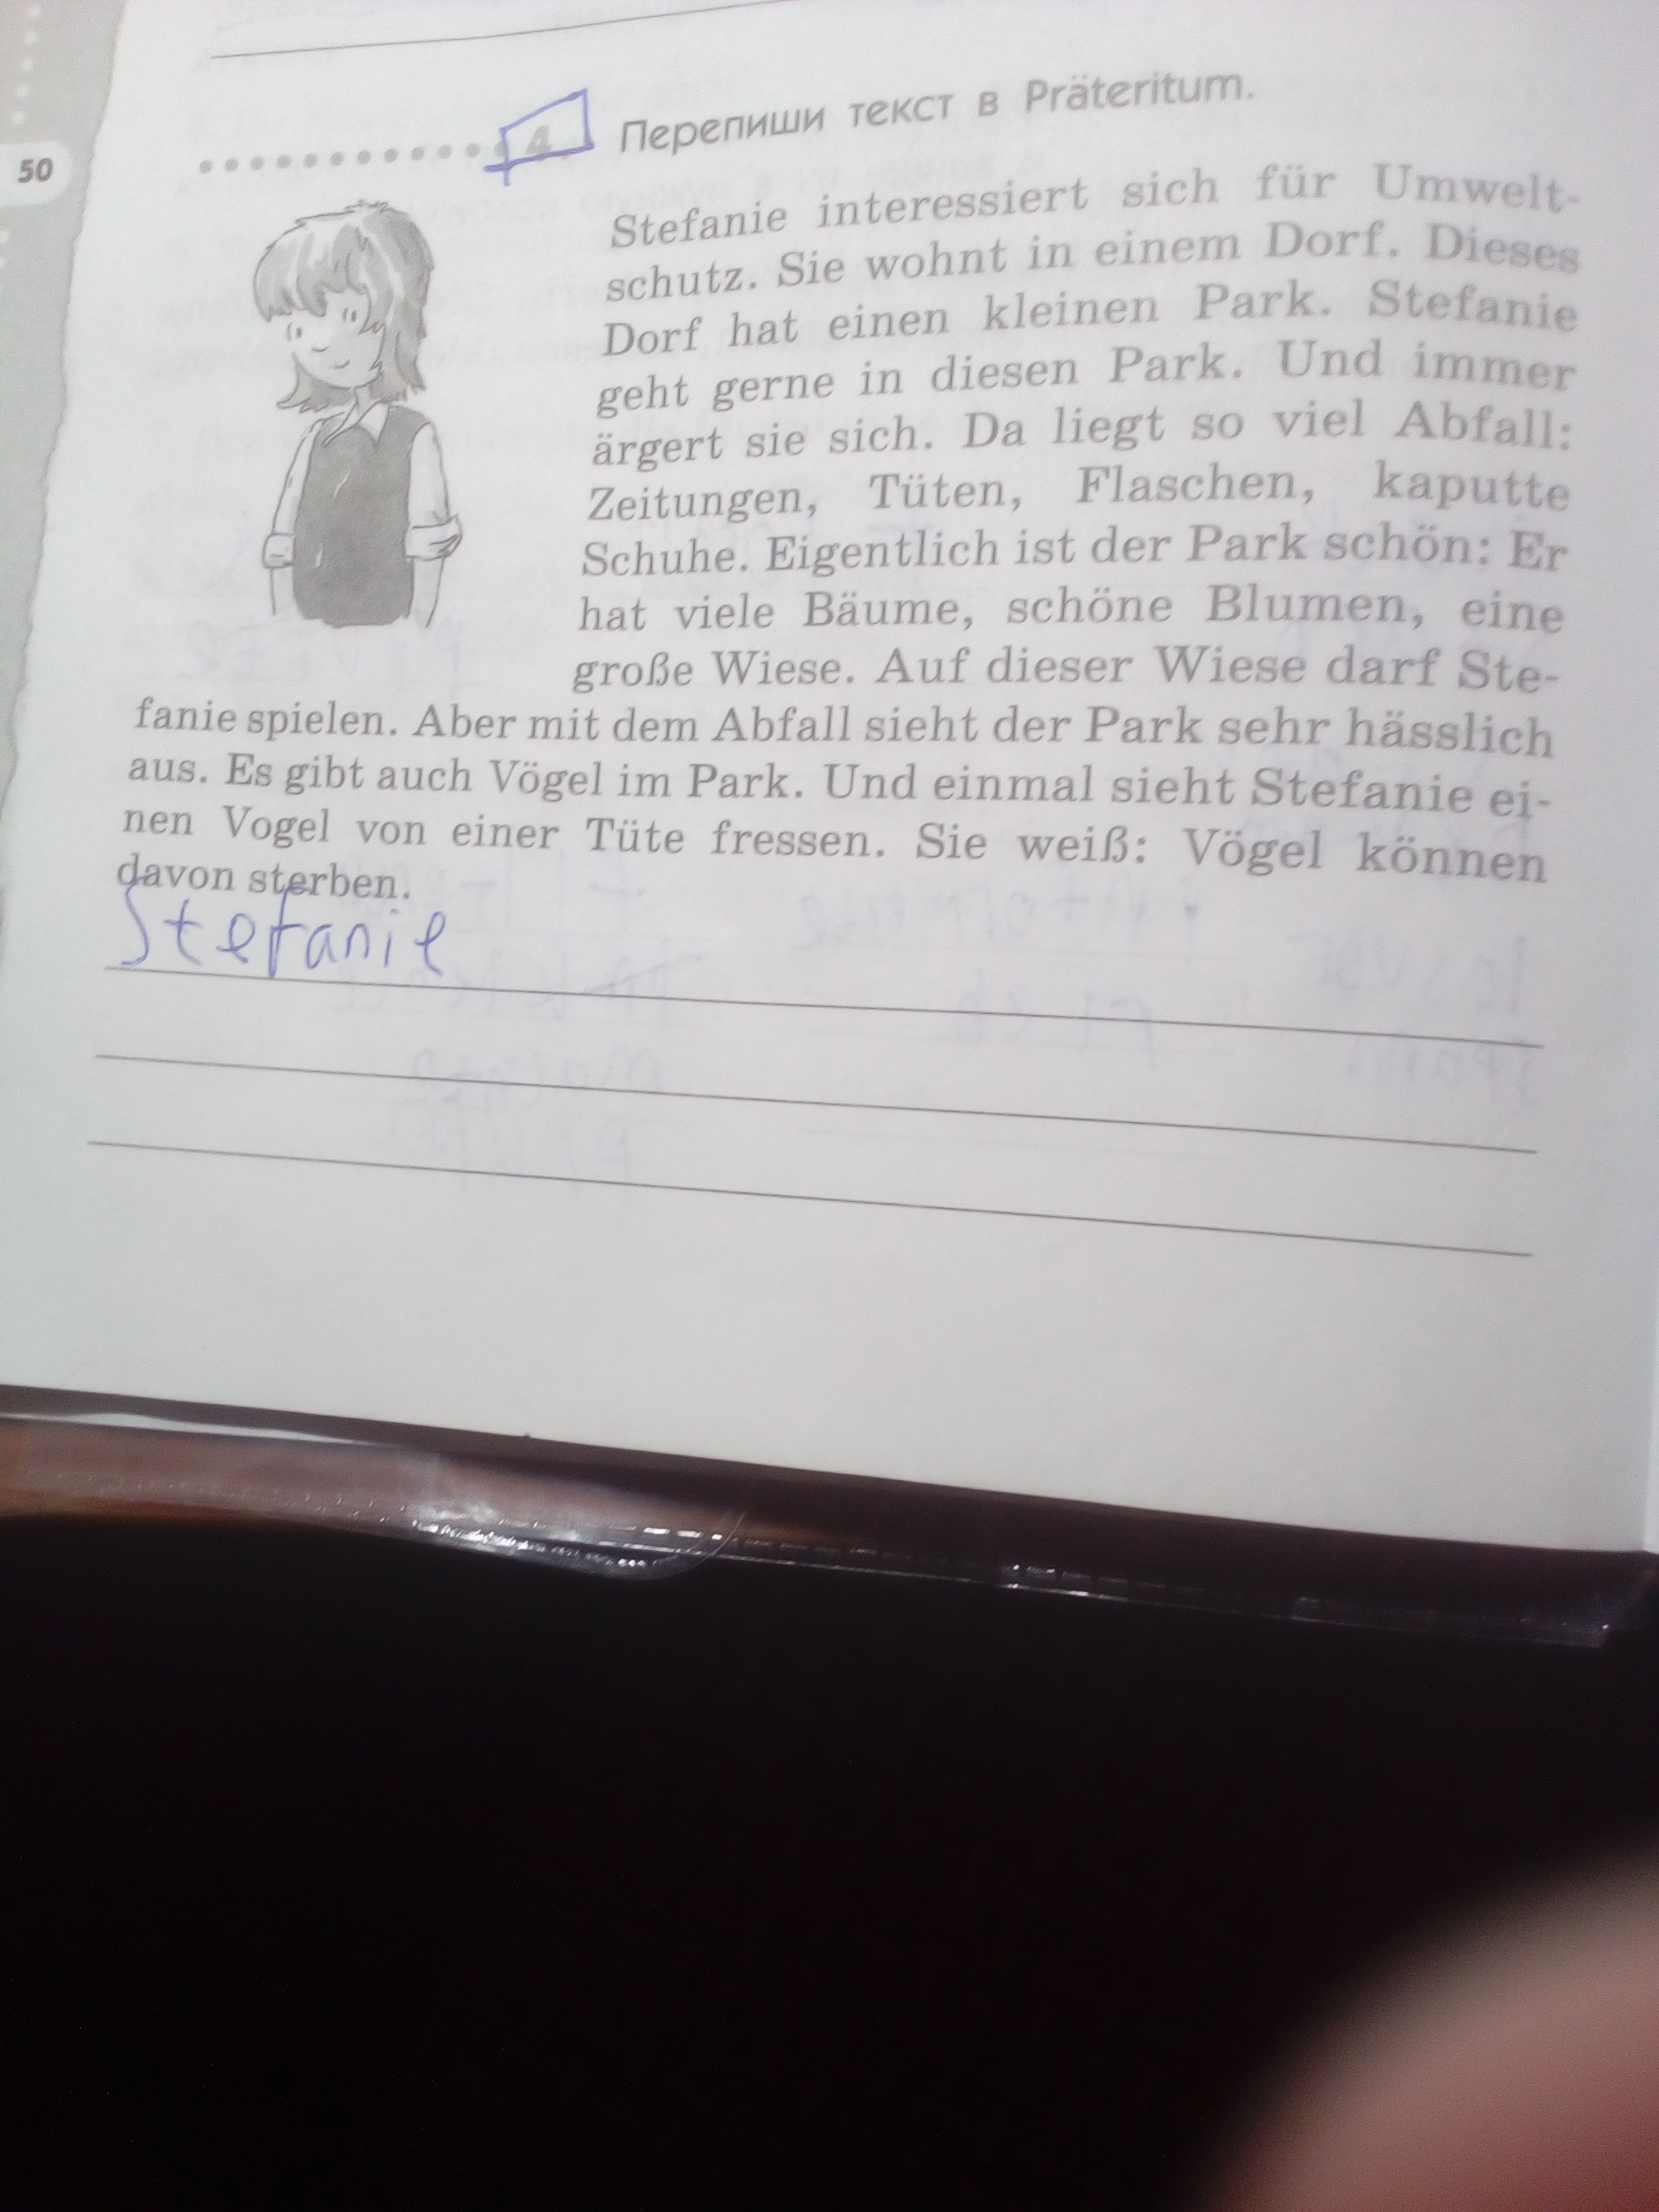 50
4 Перепиши текст в Präteritum.
Stefanie interessiert sich für Umwelt-
schutz. Sie wohnt in einem Dorf. Dieses
Dorf hat einen kleinen Park. Stefanie
geht gerne in diesen Park. Und immer
ärgert sie sich. Da liegt so viel Abfall:
Zeitungen, Tüten, Flaschen, kaputte
Schuhe. Eigentlich ist der Park schön: Er
hat viele Bäume, schöne Blumen, eine
große Wiese. Auf dieser Wiese darf Ste-
fanie spielen. Aber mit dem Abfall sieht der Park sehr hässlich
aus. Es gibt auch Vögel im Park. Und einmal sieht Stefanie ei-
nen Vogel von einer Tüte fressen. Sie weiß: Vögel können
davon sterben.
Stefanie